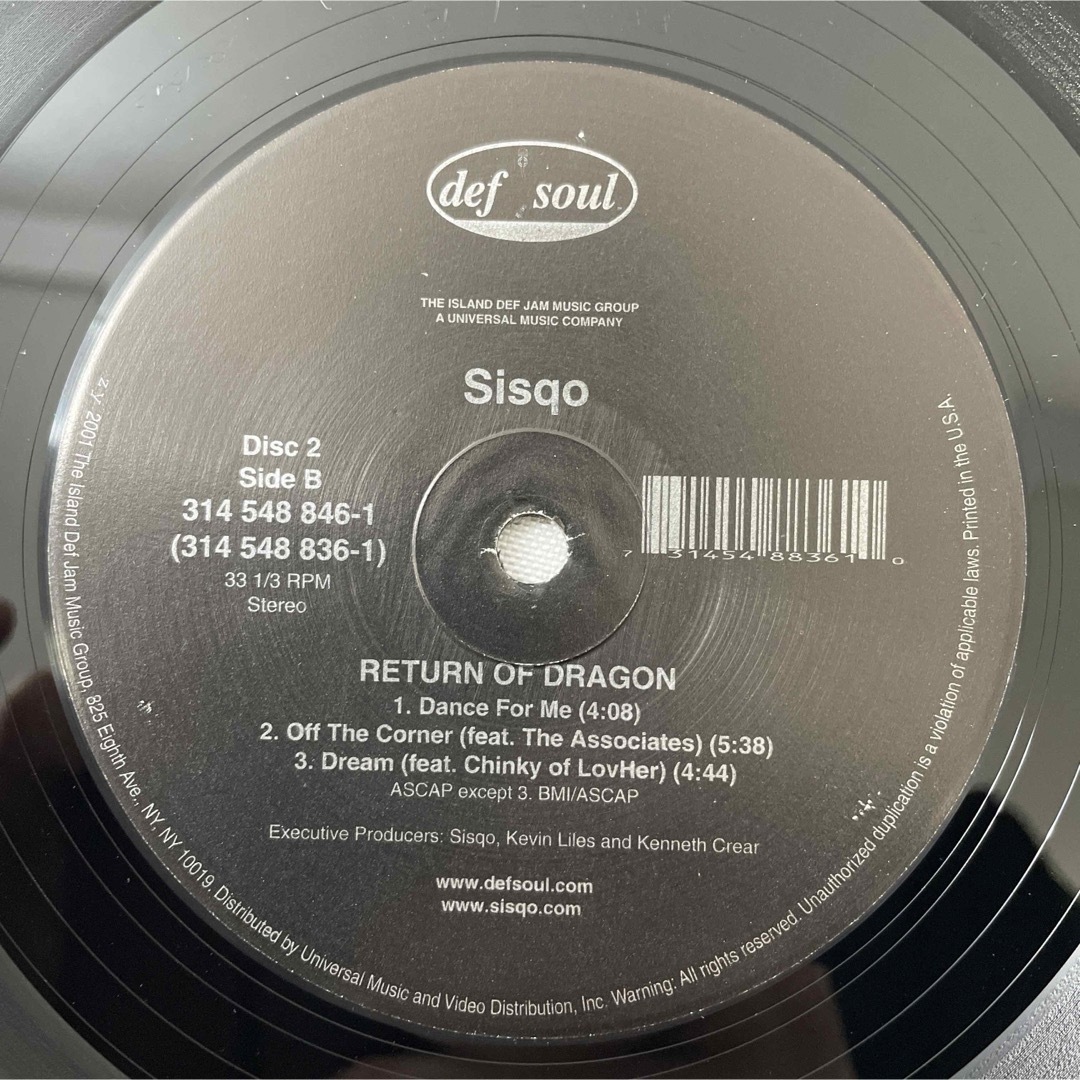 def soul
THE ISLAND DEF JAM MUSIC GROUP
A UNIVERSAL MUSIC COMPANY
Sisqo
Disc 2
Side B
314 548 846-1
(314 548 836-1)
33 1/3 RPM
Stereo
7 31454 88361 0
RETURN OF DRAGON
1. Dance For Me (4:08)
2. Off The Corner (feat. The Associates) (5:38)
3. Dream (feat. Chinky of LovHer) (4:44)
ASCAP except 3. BMI/ASCAP
Executive Producers: Sisqo, Kevin Liles and Kenneth Crear
www.defsoul.com
www.sisqo.com
z y 2001 The Island Def Jam Music Group, 825 Eighth Ave., NY, NY 10019. Distributed by Universal Music and Video Distribution, Inc. Warning: All rights reserved. Unauthorized duplication is a violation of applicable laws. Printed in the U.S.A.